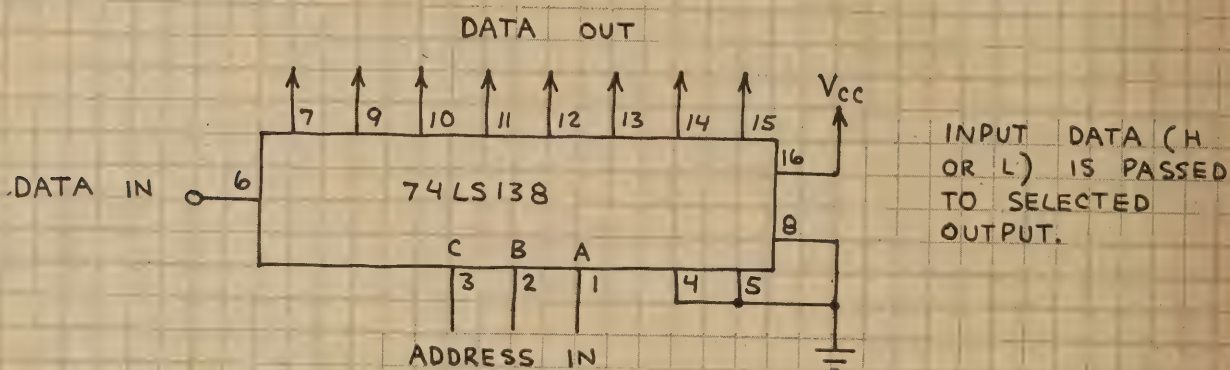 DATA OUT
7 9 10 11 12 13 14 15 Vcc
16
DATA IN 6 74LS138
8
C B A
3 2 1 4 5
ADDRESS IN
INPUT DATA (H
OR L) IS PASSED
TO SELECTED
OUTPUT.